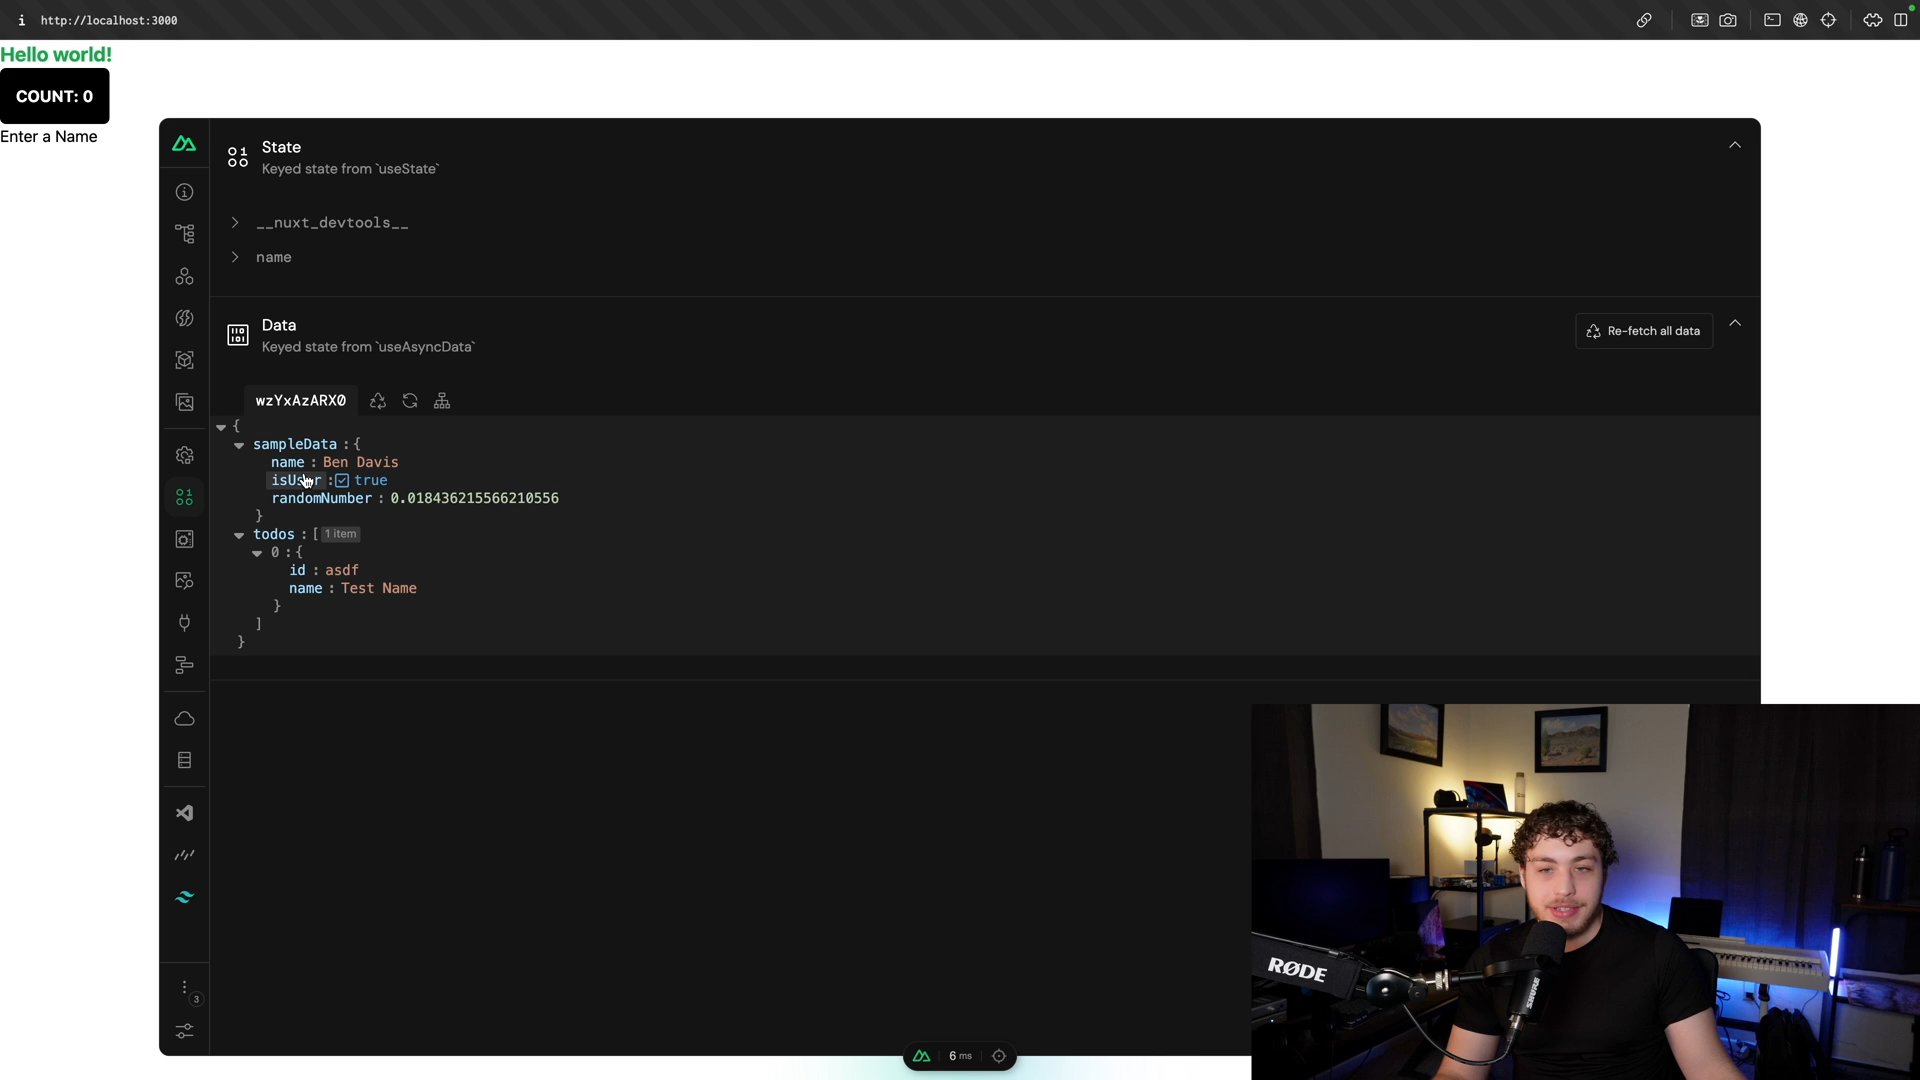 i http://localhost:3000
Hello world!
COUNT: 0
Enter a Name
State
Keyed state from `useState`
__nuxt_devtools__
name
Data
Keyed state from `useAsyncData`
Re-fetch all data
wzYxAzARX0
{
sampleData : {
name : Ben Davis
isUser : true
randomNumber : 0.018436215566210556
}
todos : [ 1 item
0 : {
id : asdf
name : Test Name
}
]
}
3
6 ms
RØDE
SHURE